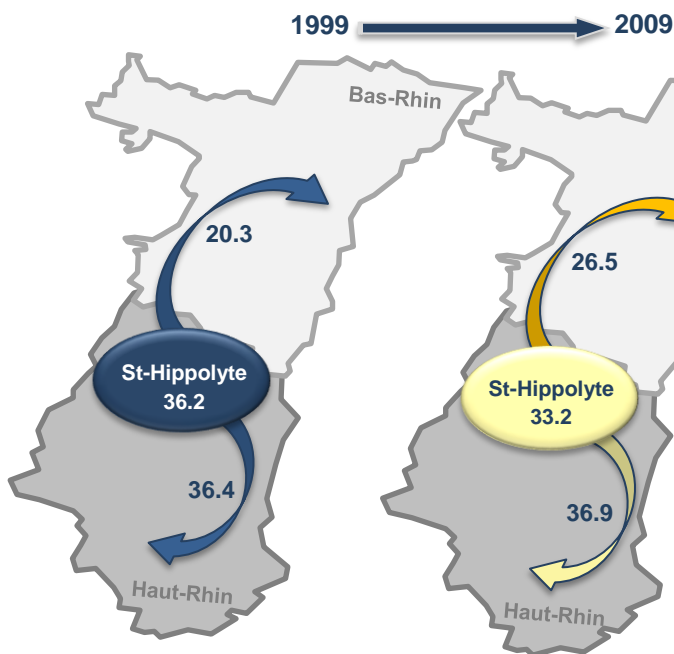 1999
2009
Bas-Rhin
20.3
St-Hippolyte
36.2
36.4
Haut-Rhin
26.5
St-Hippolyte
33.2
36.9
Haut-Rhin